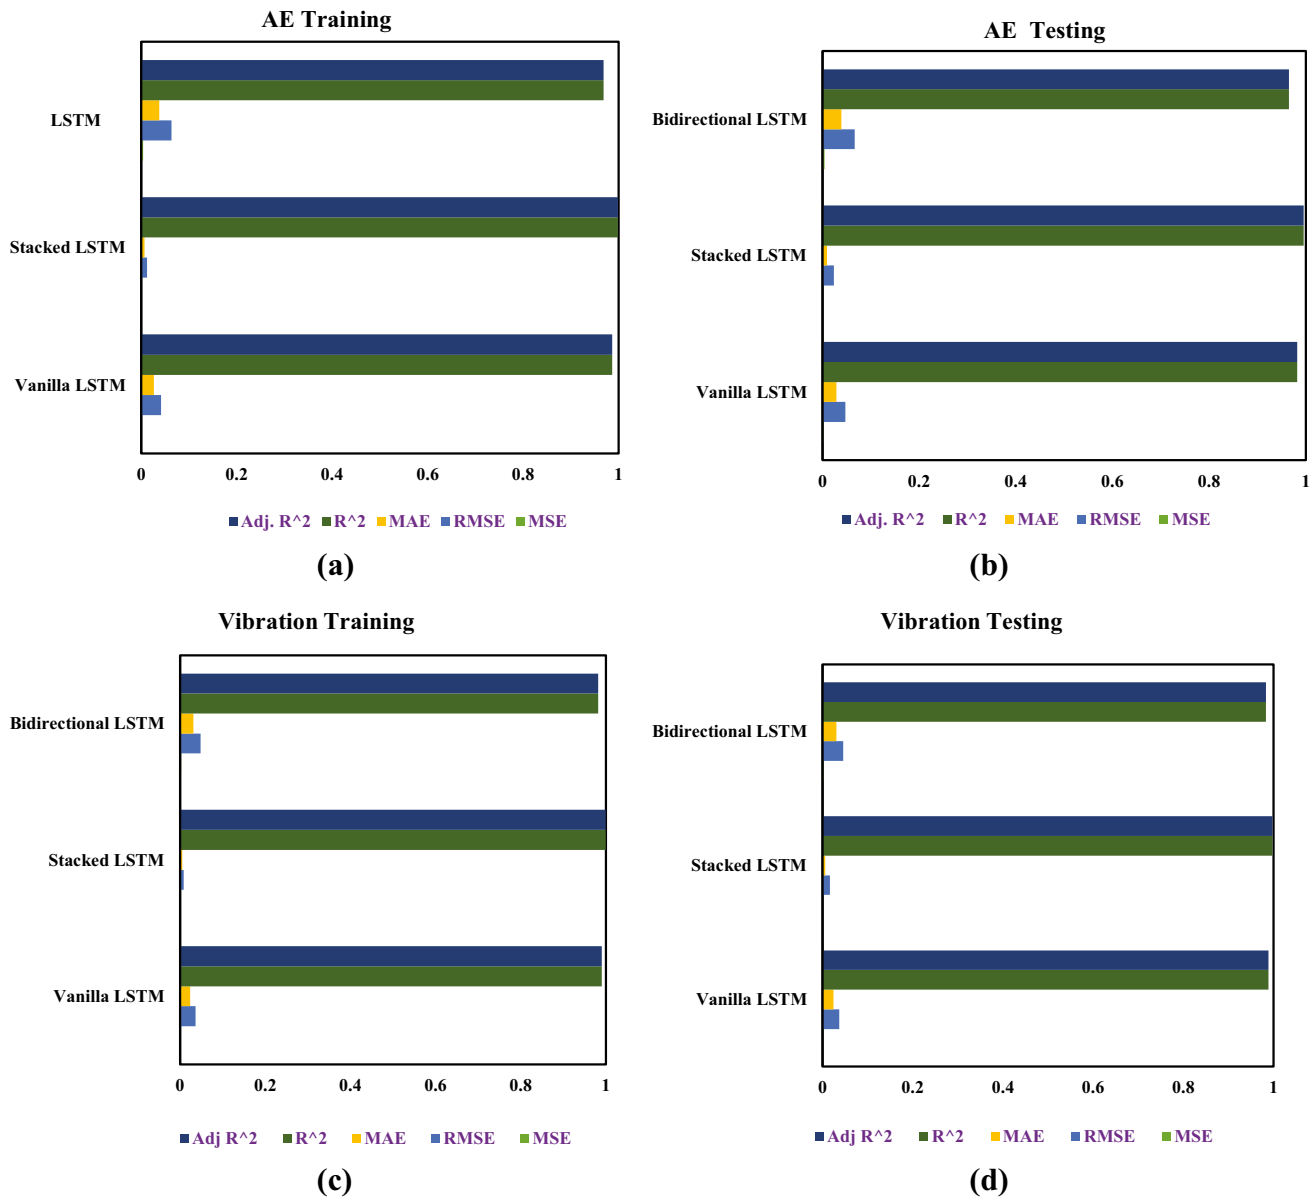 AE Training
LSTM
Stacked LSTM
Vanilla LSTM
0 0.2 0.4 0.6 0.8 1
Adj. R^2 R^2 MAE RMSE MSE
(a)
AE Testing
Bidirectional LSTM
Stacked LSTM
Vanilla LSTM
0 0.2 0.4 0.6 0.8 1
Adj. R^2 R^2 MAE RMSE MSE
(b)
Vibration Training
Bidirectional LSTM
Stacked LSTM
Vanilla LSTM
0 0.2 0.4 0.6 0.8 1
Adj R^2 R^2 MAE RMSE MSE
(c)
Vibration Testing
Bidirectional LSTM
Stacked LSTM
Vanilla LSTM
0 0.2 0.4 0.6 0.8 1
Adj R^2 R^2 MAE RMSE MSE
(d)